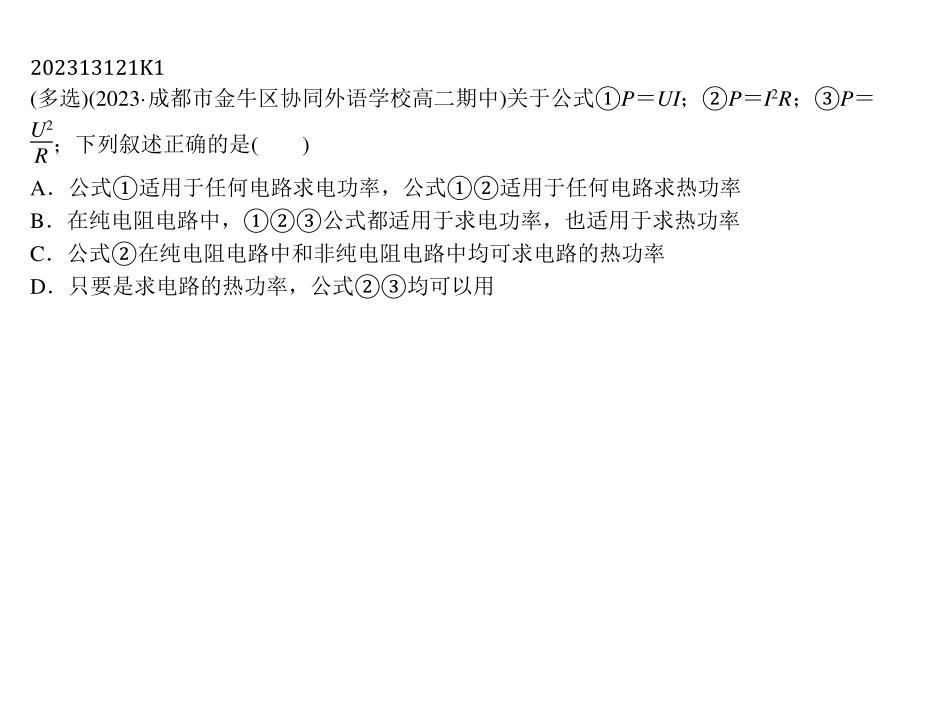 202313121K1
(多选)(2023·成都市金牛区协同外语学校高二期中)关于公式①P＝UI；②P＝I²R；③P＝
U²/R；下列叙述正确的是(　　)
A．公式①适用于任何电路求电功率，公式①②适用于任何电路求热功率
B．在纯电阻电路中，①②③公式都适用于求电功率，也适用于求热功率
C．公式②在纯电阻电路中和非纯电阻电路中均可求电路的热功率
D．只要是求电路的热功率，公式②③均可以用